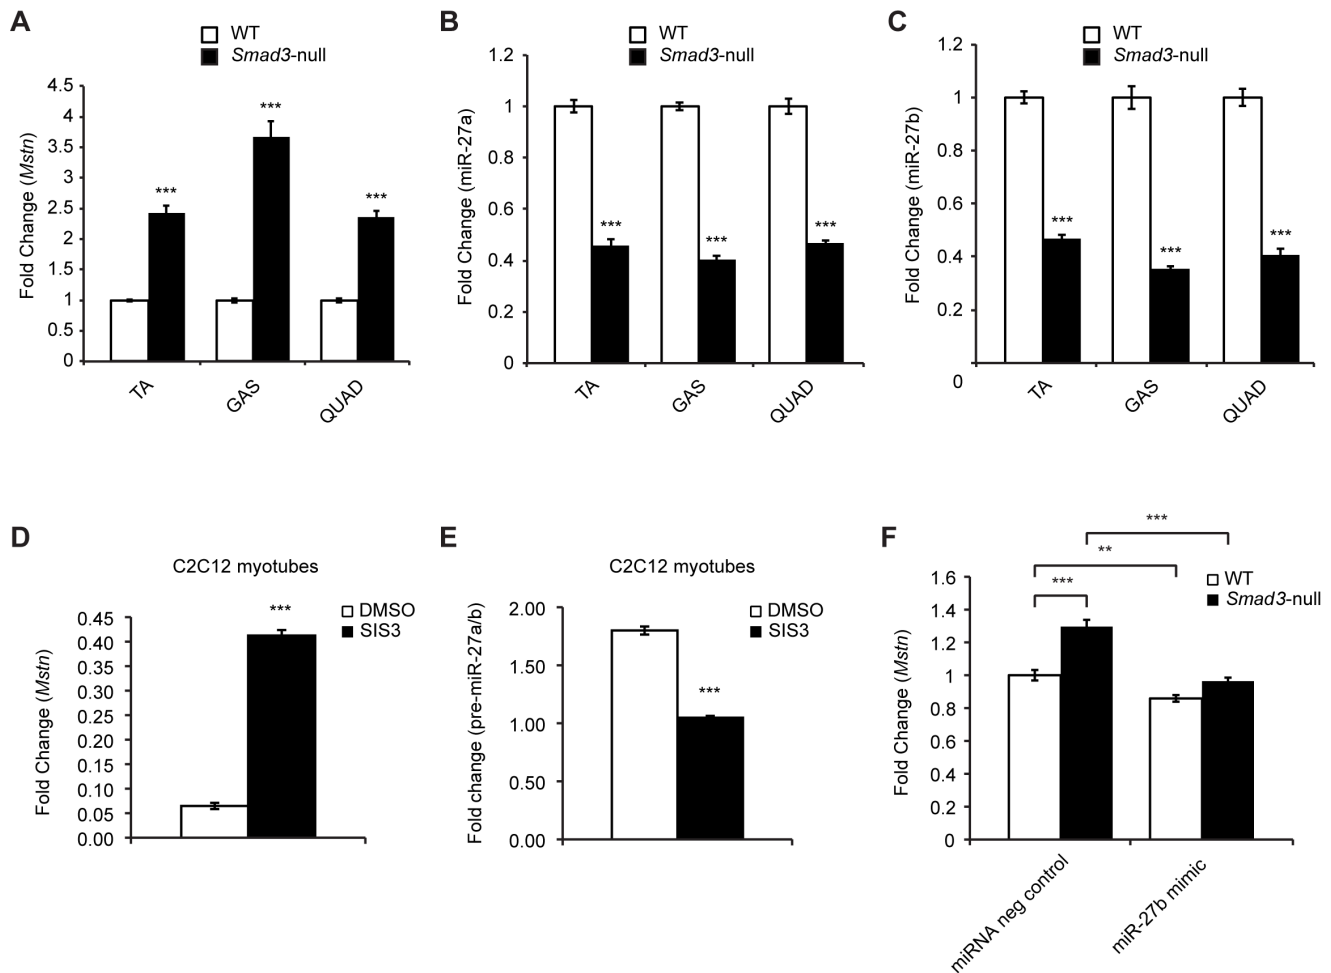 A
WT
Smad3-null
Fold Change (Mstn)
4.5
4
3.5
3
2.5
2
1.5
1
0.5
0
***
***
***
TA
GAS
QUAD
B
WT
Smad3-null
Fold Change (miR-27a)
1.2
1
0.8
0.6
0.4
0.2
0
***
***
***
TA
GAS
QUAD
C
WT
Smad3-null
Fold Change (miR-27b)
1.2
1
0.8
0.6
0.4
0.2
0
***
***
***
TA
GAS
QUAD
D
C2C12 myotubes
DMSO
SIS3
Fold Change (Mstn)
0.45
0.40
0.35
0.30
0.25
0.20
0.15
0.10
0.05
0.00
***
E
C2C12 myotubes
DMSO
SIS3
Fold change (pre-miR-27a/b)
2.00
1.50
1.00
0.50
0.00
***
F
***
**
***
WT
Smad3-null
Fold Change (Mstn)
1.6
1.4
1.2
1
0.8
0.6
0.4
0.2
0
miRNA neg control
miR-27b mimic